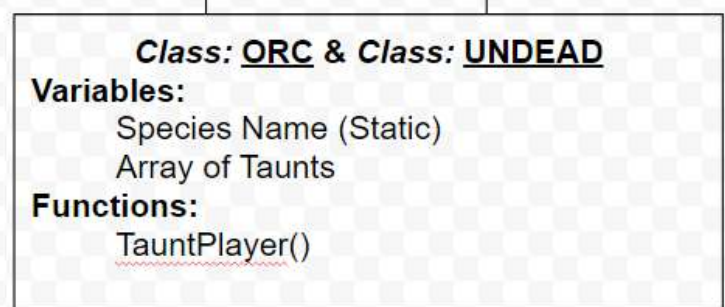 Class: ORC & Class: UNDEAD
Variables:
Species Name (Static)
Array of Taunts
Functions:
TauntPlayer()